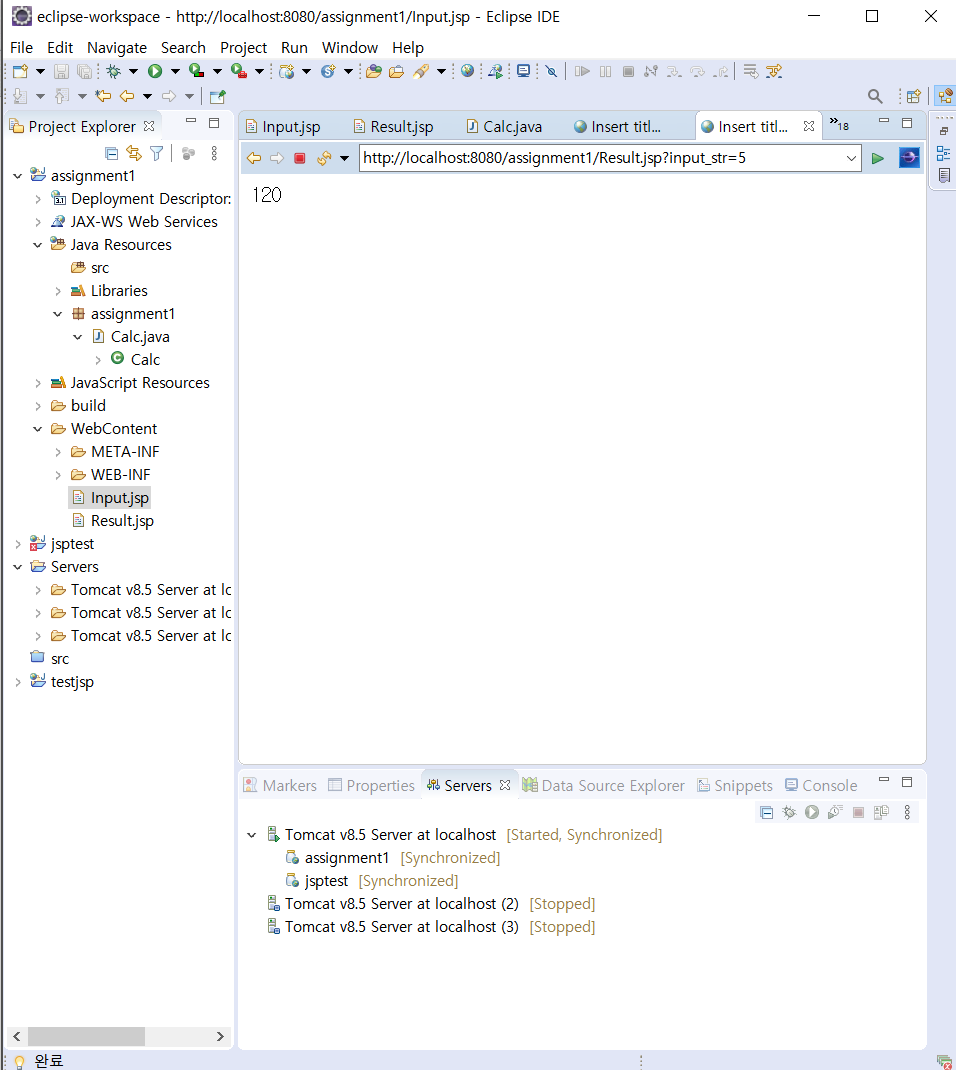 eclipse-workspace - http://localhost:8080/assignment1/Input.jsp - Eclipse IDE
File Edit Navigate Search Project Run Window Help
Project Explorer
Input.jsp Result.jsp Calc.java Insert titl... Insert titl... »18
http://localhost:8080/assignment1/Result.jsp?input_str=5
120
assignment1
Deployment Descriptor:
JAX-WS Web Services
Java Resources
src
Libraries
assignment1
Calc.java
Calc
JavaScript Resources
build
WebContent
META-INF
WEB-INF
Input.jsp
Result.jsp
jsptest
Servers
Tomcat v8.5 Server at lc
Tomcat v8.5 Server at lc
Tomcat v8.5 Server at lc
src
testjsp
Markers Properties Servers Data Source Explorer Snippets Console
Tomcat v8.5 Server at localhost [Started, Synchronized]
assignment1 [Synchronized]
jsptest [Synchronized]
Tomcat v8.5 Server at localhost (2) [Stopped]
Tomcat v8.5 Server at localhost (3) [Stopped]
완료